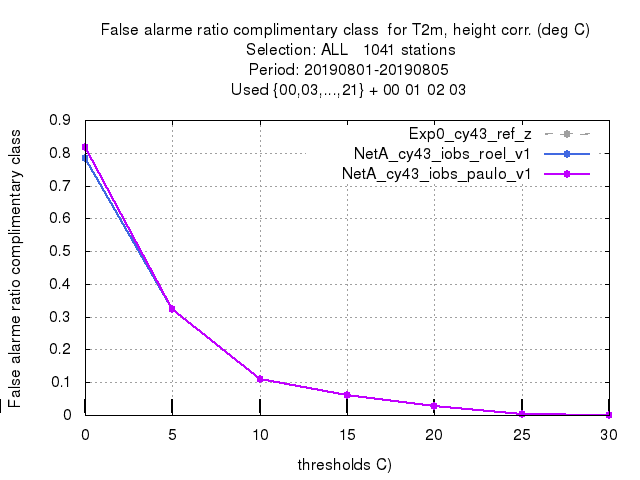 False alarme ratio complimentary class  for T2m, height corr. (deg C)
Selection: ALL   1041 stations
Period: 20190801-20190805
Used {00,03,...,21} + 00 01 02 03
False alarme ratio complimentary class
0.9
0.8
0.7
0.6
0.5
0.4
0.3
0.2
0.1
0
Exp0_cy43_ref_z
NetA_cy43_iobs_roel_v1
NetA_cy43_iobs_paulo_v1
0 5 10 15 20 25 30
thresholds C)